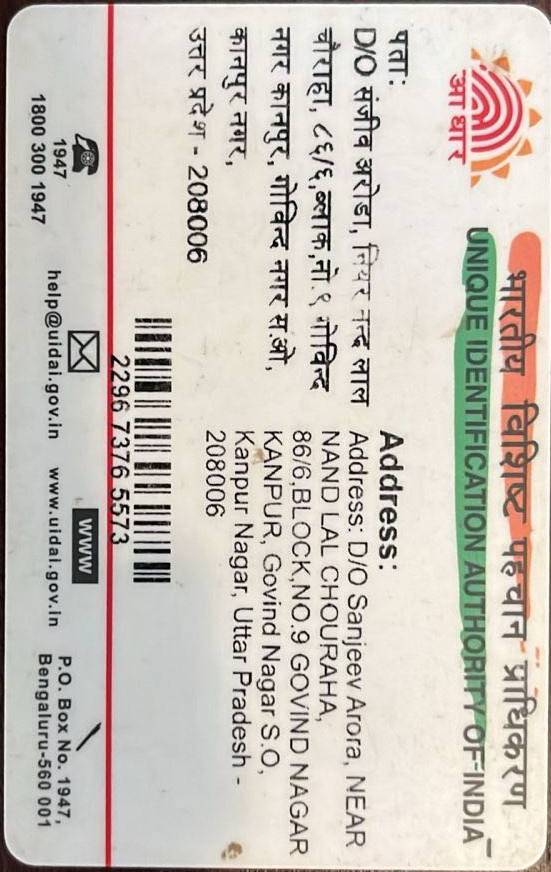 भारतीय विशिष्ट पहचान प्राधिकरण
UNIQUE IDENTIFICATION AUTHORITY OF INDIA
आधार
पता:
D/O संजीव अरोडा, नियर नन्द लाल
चौराहा, ८६/६,ब्लाक,नो.९ गोविन्द
नगर कानपुर, गोविन्द नगर स.ओ,
कानपुर नगर,
उत्तर प्रदेश - 208006
Address:
Address: D/O Sanjeev Arora, NEAR
NAND LAL CHOURAHA,
86/6,BLOCK,NO.9 GOVIND NAGAR
KANPUR, Govind Nagar S.O,
Kanpur Nagar, Uttar Pradesh -
208006
2296 7376 5573
1947
1800 300 1947
help@uidai.gov.in
www
www.uidai.gov.in
P.O. Box No. 1947,
Bengaluru-560 001